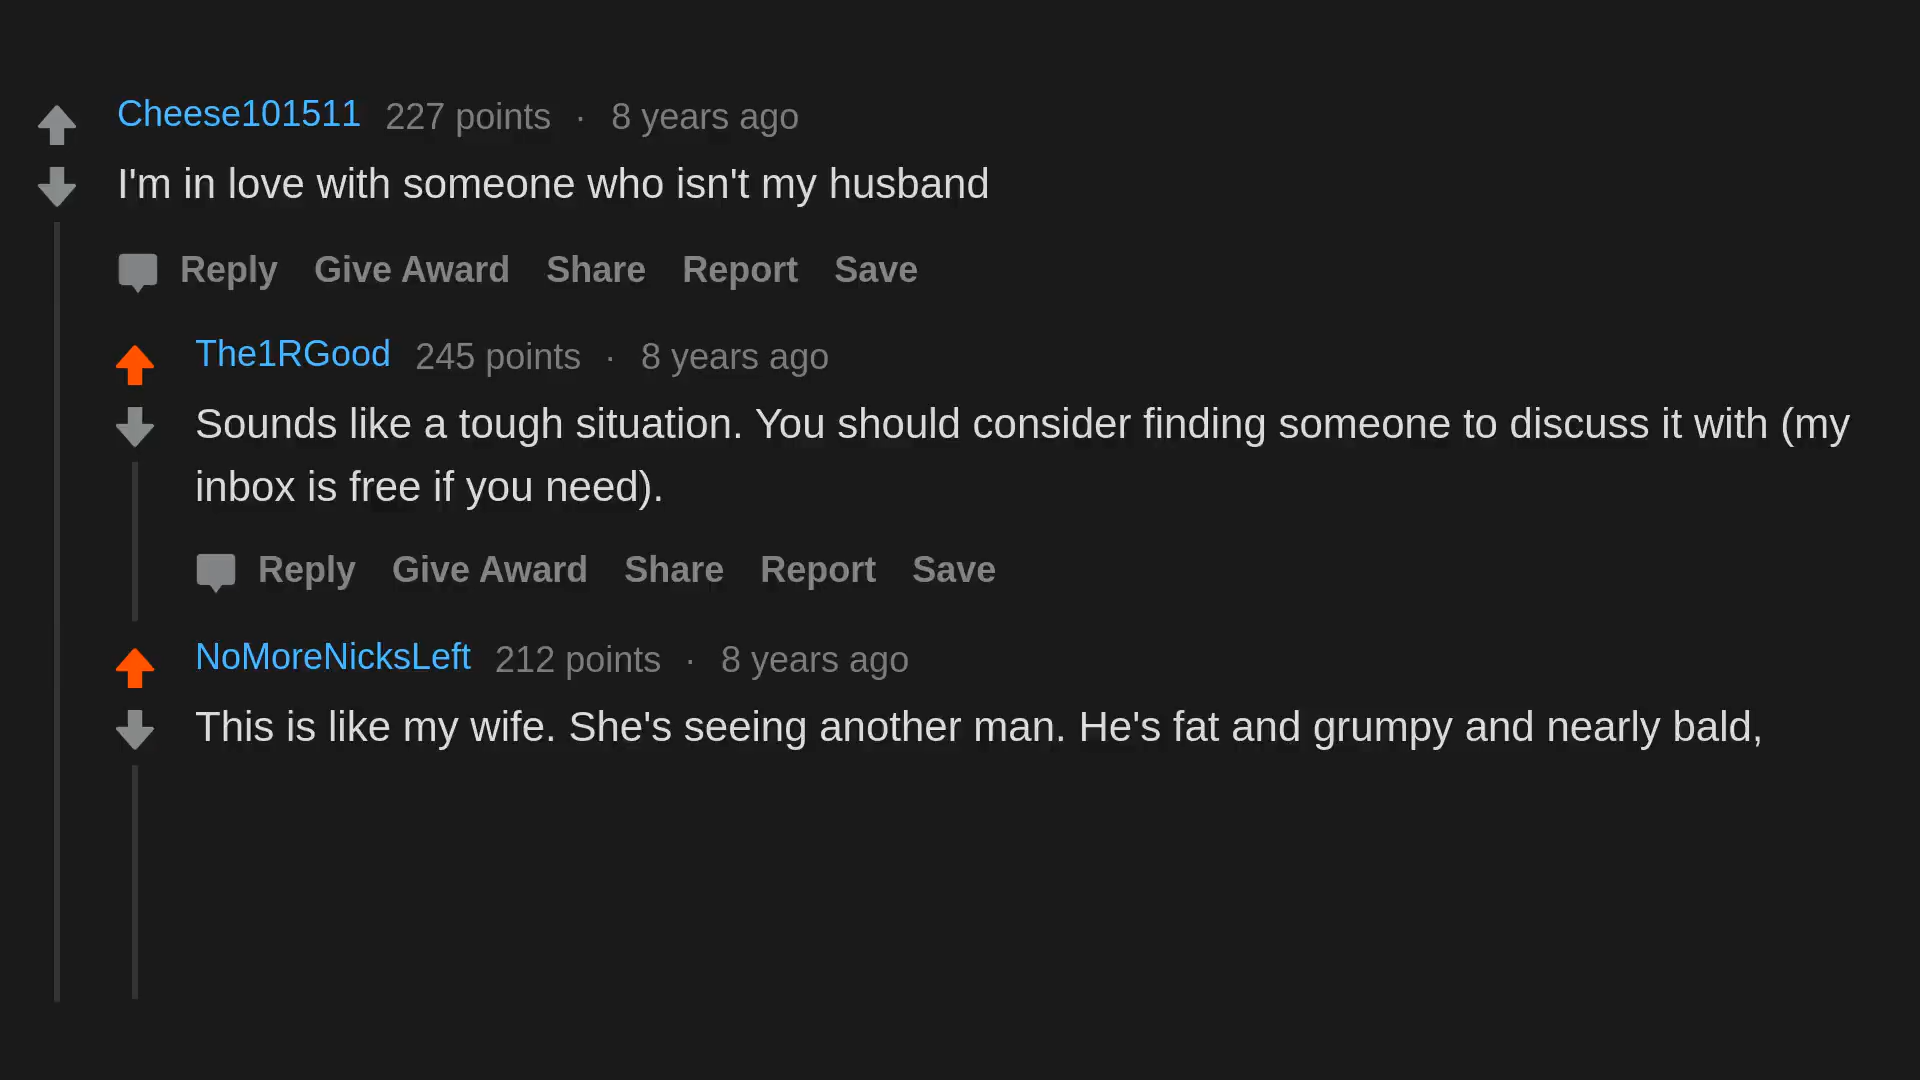 Cheese101511 227 points · 8 years ago
I'm in love with someone who isn't my husband
Reply Give Award Share Report Save
The1RGood 245 points · 8 years ago
Sounds like a tough situation. You should consider finding someone to discuss it with (my
inbox is free if you need).
Reply Give Award Share Report Save
NoMoreNicksLeft 212 points · 8 years ago
This is like my wife. She's seeing another man. He's fat and grumpy and nearly bald,